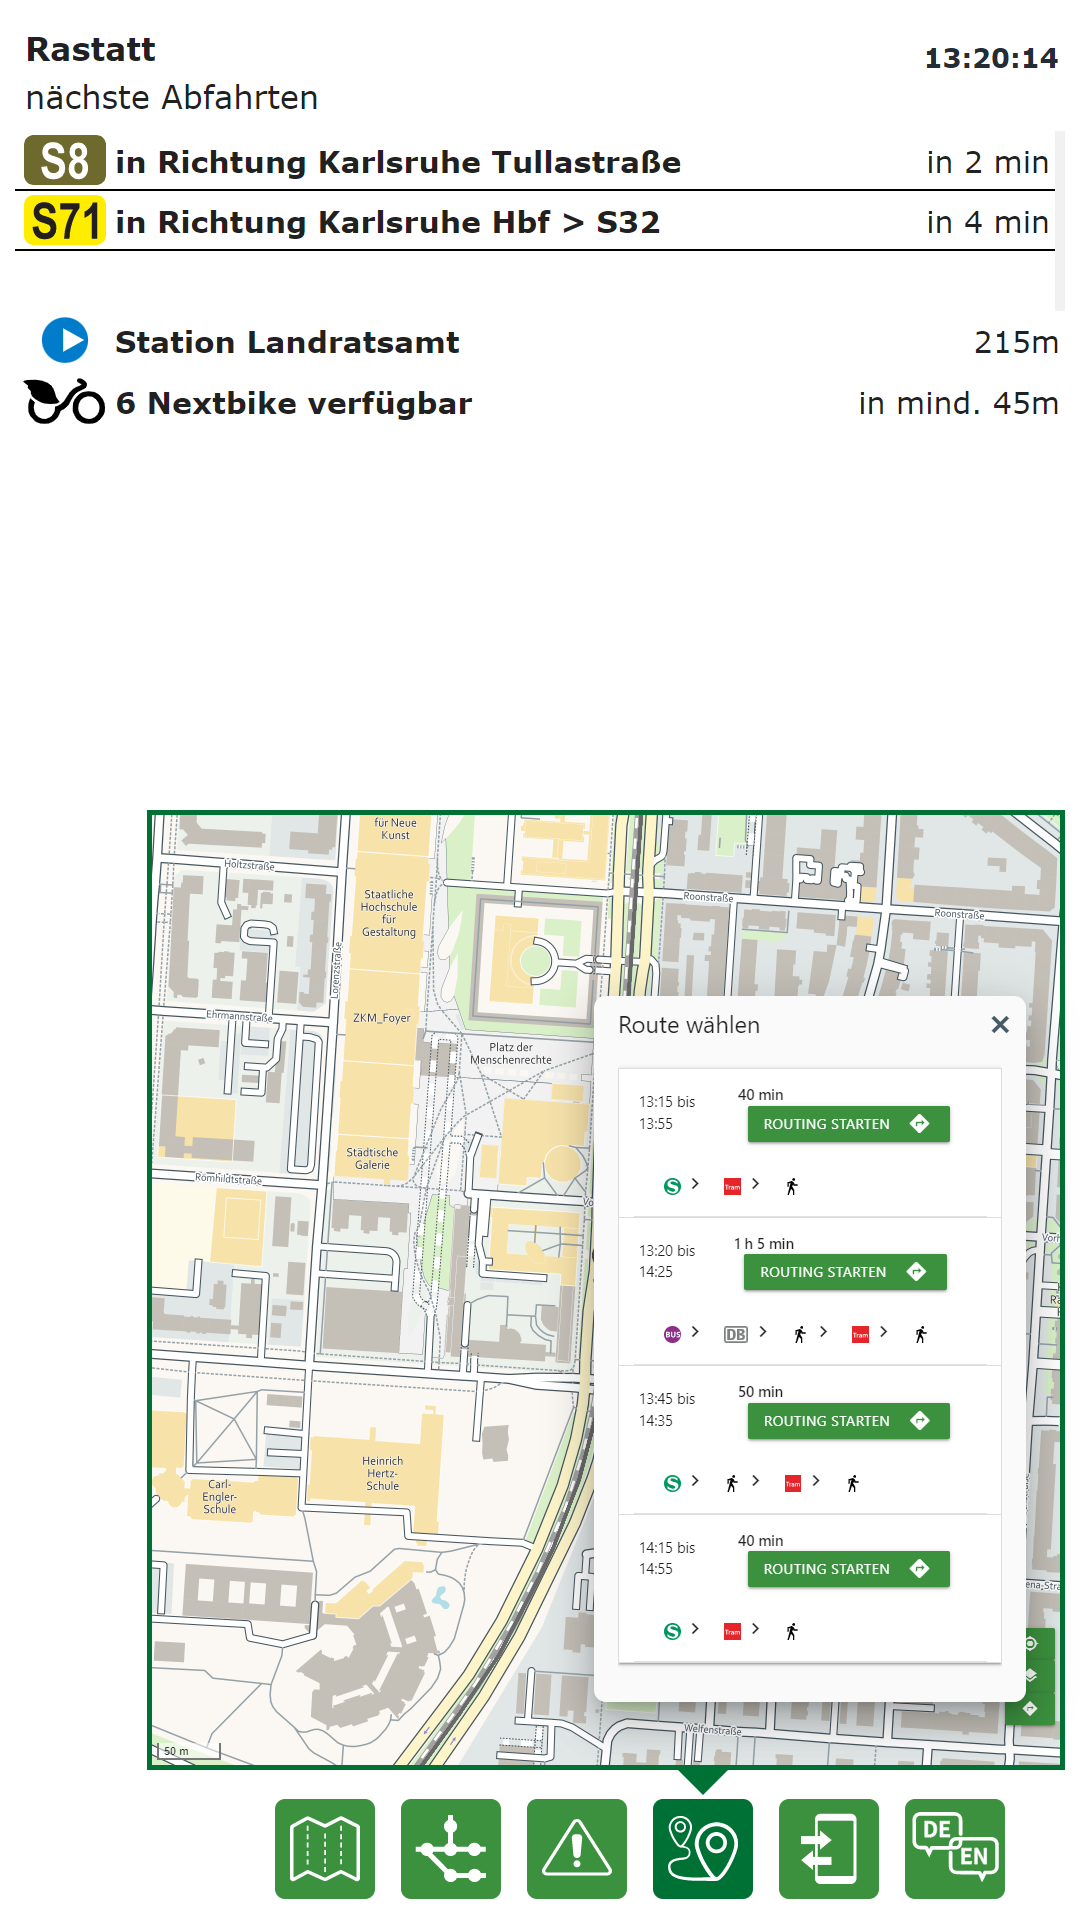 Rastatt
13:20:14
nächste Abfahrten
S8 in Richtung Karlsruhe Tullastraße in 2 min
S71 in Richtung Karlsruhe Hbf > S32 in 4 min
Station Landratsamt 215m
6 Nextbike verfügbar in mind. 45m
für Neue
Kunst
Holtzstraße
Staatliche
Hochschule
für
Gestaltung
Roonstraße
Roonstraße
Lorenzstraße
Ehrmannstraße
ZKM_Foyer
Platz der
Menschenrechte
Städtische
Galerie
Römhildtstraße
Heinrich
Hertz-
Schule
Carl-
Engler-
Schule
Welfenstraße
50 m
Route wählen
13:15 bis
13:55
40 min
ROUTING STARTEN
S
Tram
13:20 bis
14:25
1 h 5 min
ROUTING STARTEN
BUS
DB
Tram
13:45 bis
14:35
50 min
ROUTING STARTEN
S
Tram
14:15 bis
14:55
40 min
ROUTING STARTEN
S
Tram
DE
EN